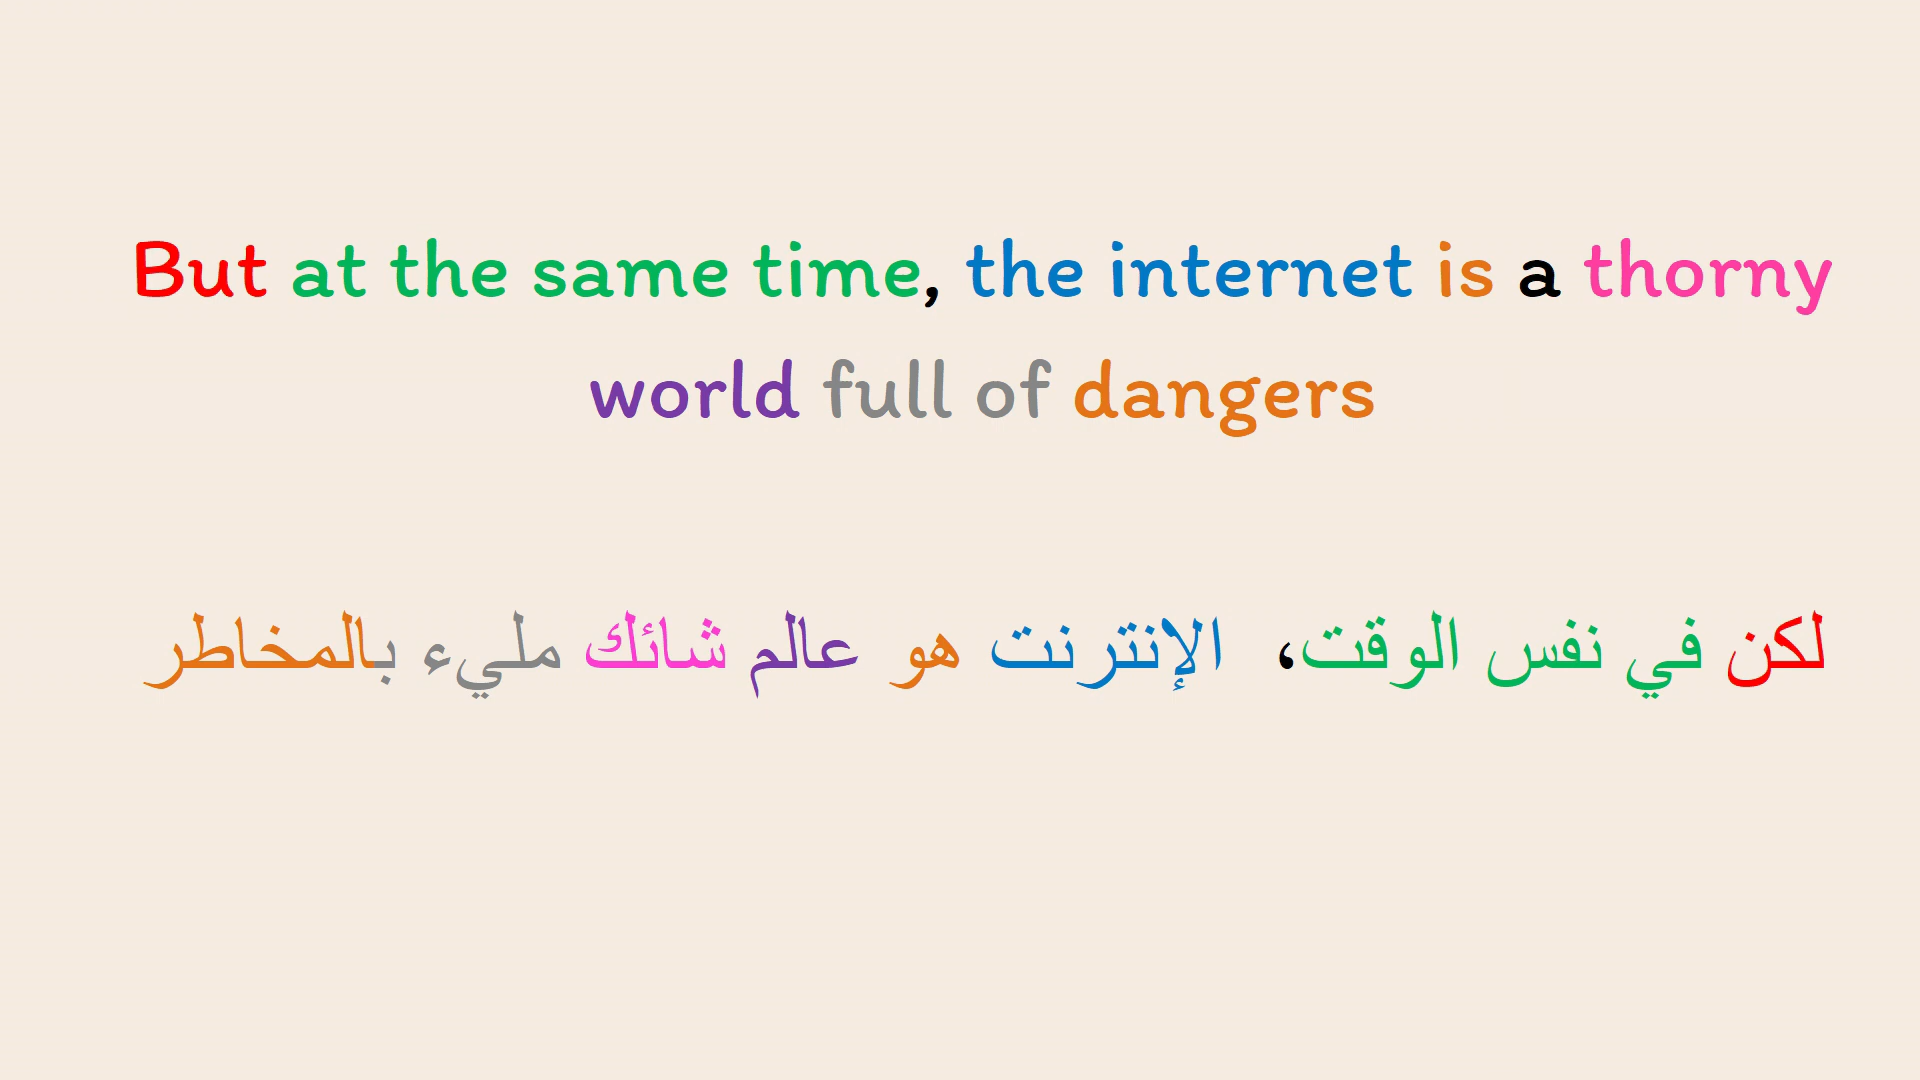 But at the same time, the internet is a thorny
world full of dangers
لكن في نفس الوقت، الإنترنت هو عالم شائك مليء بالمخاطر